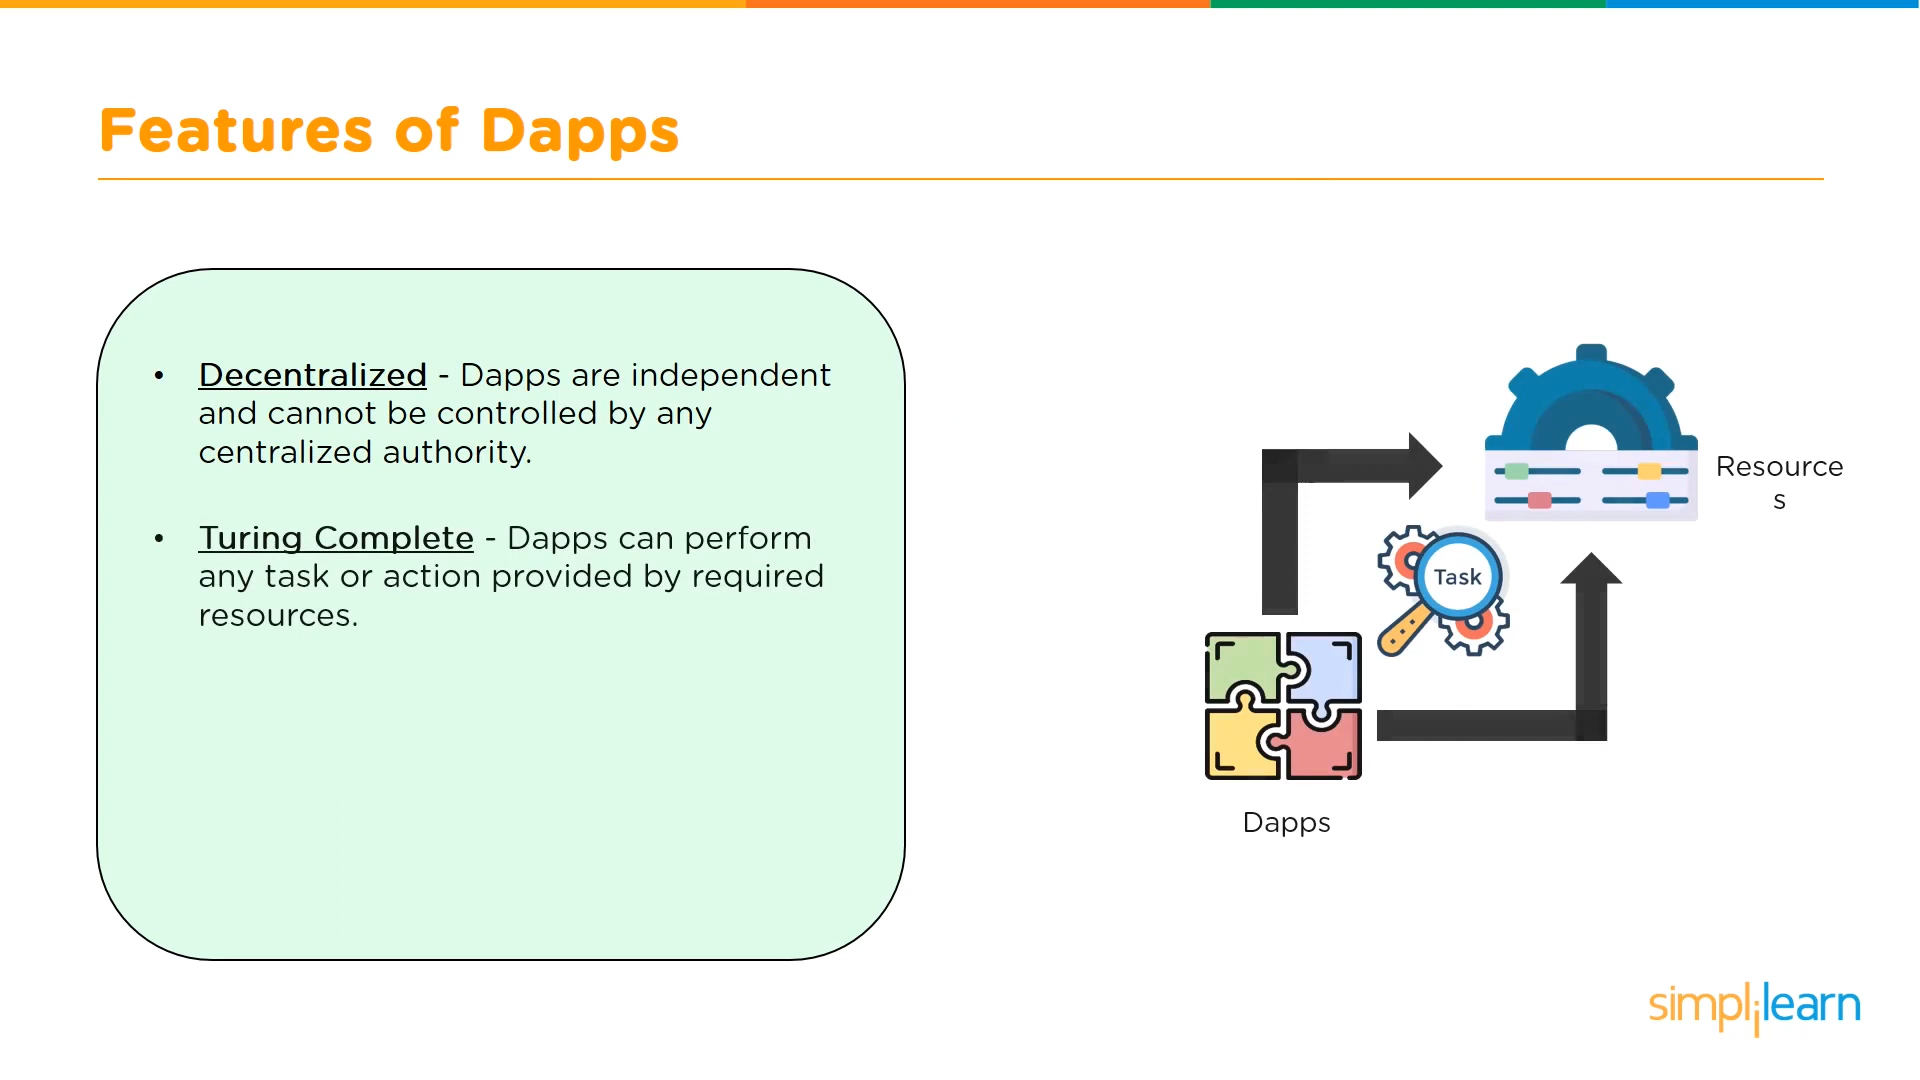 Features of Dapps
• Decentralized - Dapps are independent
and cannot be controlled by any
centralized authority.
• Turing Complete - Dapps can perform
any task or action provided by required
resources.
Resource
s
Task
Dapps
simplilearn